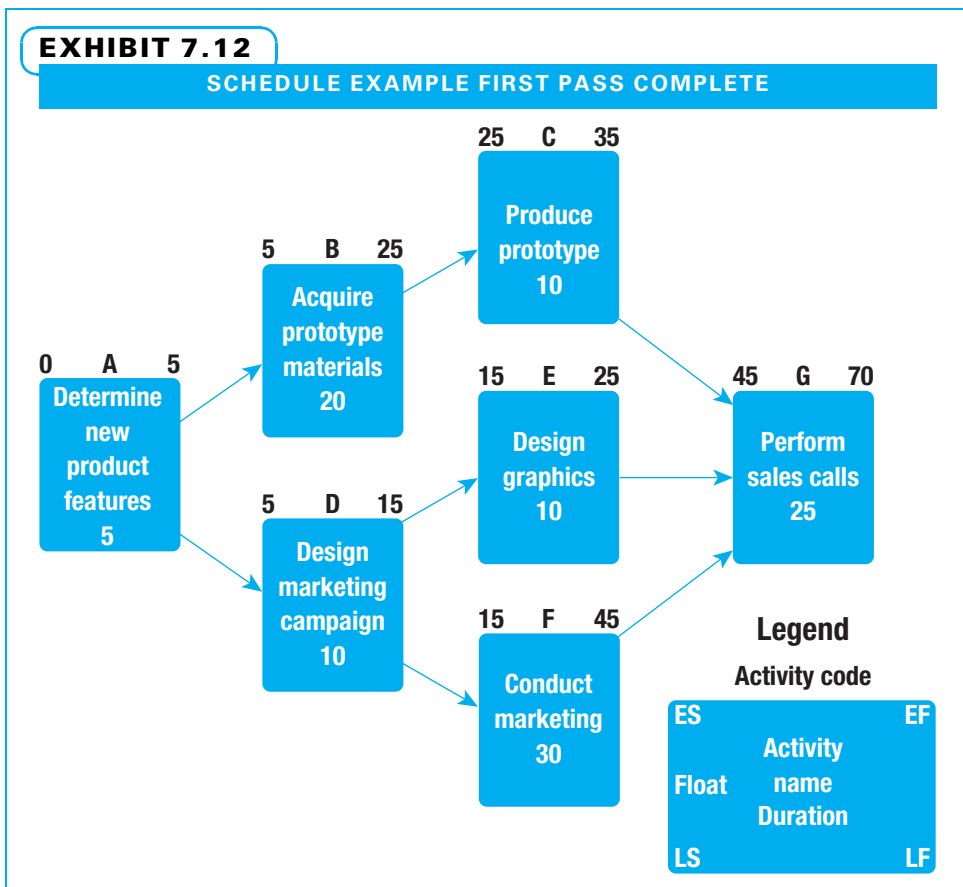 EXHIBIT 7.12
SCHEDULE EXAMPLE FIRST PASS COMPLETE
0 A 5
Determine
new
product
features
5
5 B 25
Acquire
prototype
materials
20
5 D 15
Design
marketing
campaign
10
25 C 35
Produce
prototype
10
15 E 25
Design
graphics
10
15 F 45
Conduct
marketing
30
45 G 70
Perform
sales calls
25
Legend
Activity code
ES EF
Activity
Float name
Duration
LS LF